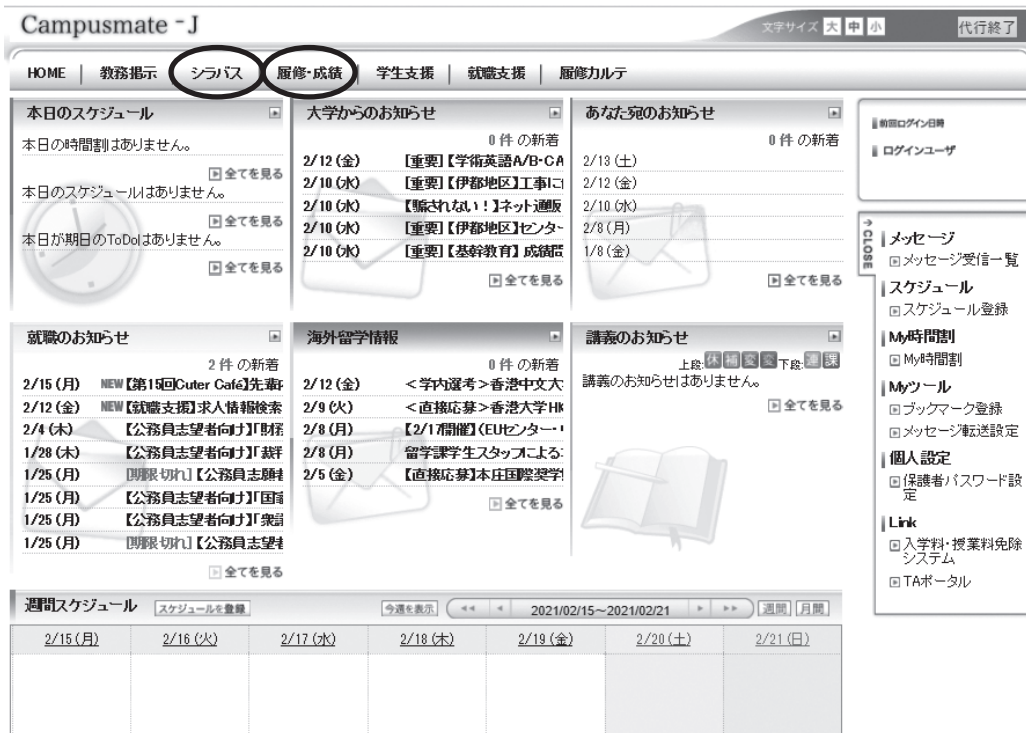 Campusmate-J
文字サイズ 大 中 小 代行終了
HOME 教務掲示 シラバス 履修・成績 学生支援 就職支援 履修カルテ
本日のスケジュール
本日の時間割はありません。
全てを見る
本日のスケジュールはありません。
全てを見る
本日が期日のToDoはありません。
全てを見る
大学からのお知らせ
0件 の新着
2/12(金) [重要]【学術英語A/B・CA
2/10(水) [重要]【伊都地区】工事に
2/10(水) 【騙されない!】ネット通販
2/10(水) [重要]【伊都地区】センター
2/10(水) [重要]【基幹教育】成績
全てを見る
あなた宛のお知らせ
0件 の新着
2/13(土)
2/12(金)
2/10(水)
2/8(月)
1/8(金)
全てを見る
就職のお知らせ
2件 の新着
2/15(月) NEW【第15回Cuter Café】先輩
2/12(金) NEW【就職支援】求人情報検索
2/4(木) 【公務員志望者向け】「財
1/28(木) 【公務員志望者向け】「裁
1/25(月) [期限切れ]【公務員志願
1/25(月) 【公務員志望者向け】「国
1/25(月) 【公務員志望者向け】「衆
1/25(月) [期限切れ]【公務員志望
全てを見る
海外留学情報
0件 の新着
2/12(金) <学内選考>香港中文大
2/9(火) <直接応募>香港大学HK
2/8(月) 【2/17開催】(EUセンター・
2/8(月) 留学課学生スタッフによる
2/5(金) 【直接応募】本庄国際奨学
全てを見る
講義のお知らせ
上段:休 補 変 変 下段:連 課
講義のお知らせはありません。
全てを見る
週間スケジュール スケジュールを登録 今週を表示 2021/02/15~2021/02/21 週間 月間
2/15(月) 2/16(火) 2/17(水) 2/18(木) 2/19(金) 2/20(土) 2/21(日)
前回ログイン日時
ログインユーザ
CLOSE
メッセージ
メッセージ受信一覧
スケジュール
スケジュール登録
My時間割
My時間割
Myツール
ブックマーク登録
メッセージ転送設定
個人設定
保護者パスワード設
定
Link
入学料・授業料免除
システム
TAポータル